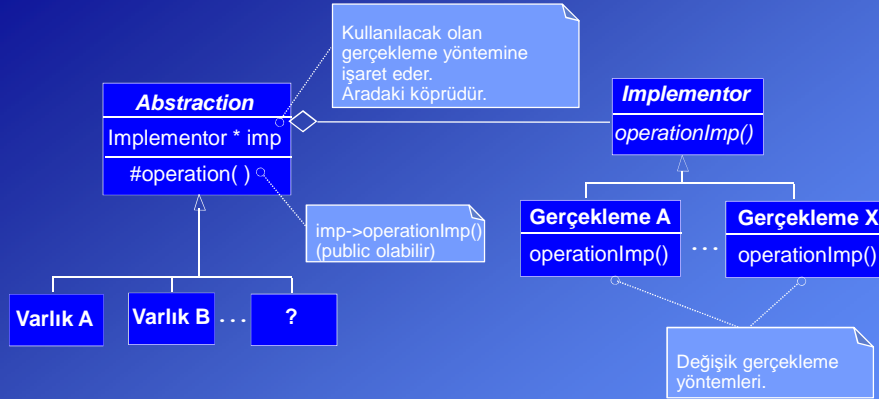 Kullanılacak olan
gerçekleme yöntemine
işaret eder.
Aradaki köprüdür.
Abstraction
Implementor * imp
#operation( )
Implementor
operationImp()
imp->operationImp()
(public olabilir)
Gerçekleme A
operationImp()
...
Gerçekleme X
operationImp()
Varlık A
Varlık B
...
?
Değişik gerçekleme
yöntemleri.